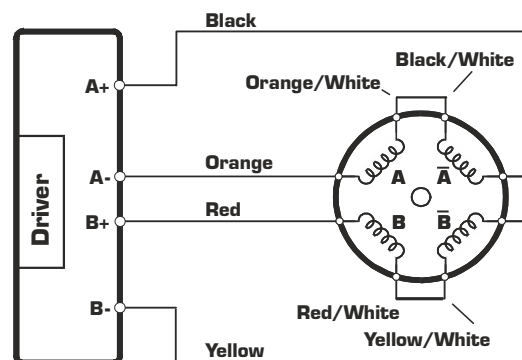 Black
Black/White
Orange/White
A+
A-
Orange
A
A̅
B+
Red
B
B̅
Driver
B-
Red/White
Yellow/White
Yellow